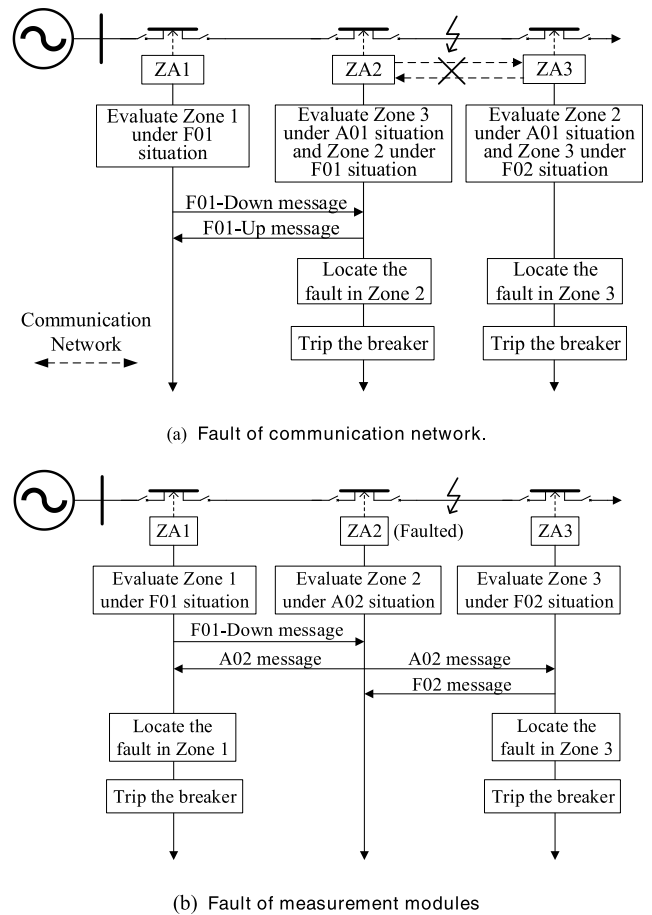 ZA1
ZA2
ZA3
Evaluate Zone 1
under F01
situation
Evaluate Zone 3
under A01 situation
and Zone 2 under
F01 situation
Evaluate Zone 2
under A01 situation
and Zone 3 under
F02 situation
F01-Down message
F01-Up message
Locate the
fault in Zone 2
Locate the
fault in Zone 3
Communication
Network
Trip the breaker
Trip the breaker
(a) Fault of communication network.
ZA1
ZA2
(Faulted)
ZA3
Evaluate Zone 1
under F01 situation
Evaluate Zone 2
under A02 situation
Evaluate Zone 3
under F02 situation
F01-Down message
A02 message
A02 message
F02 message
Locate the
fault in Zone 1
Locate the
fault in Zone 3
Trip the breaker
Trip the breaker
(b) Fault of measurement modules